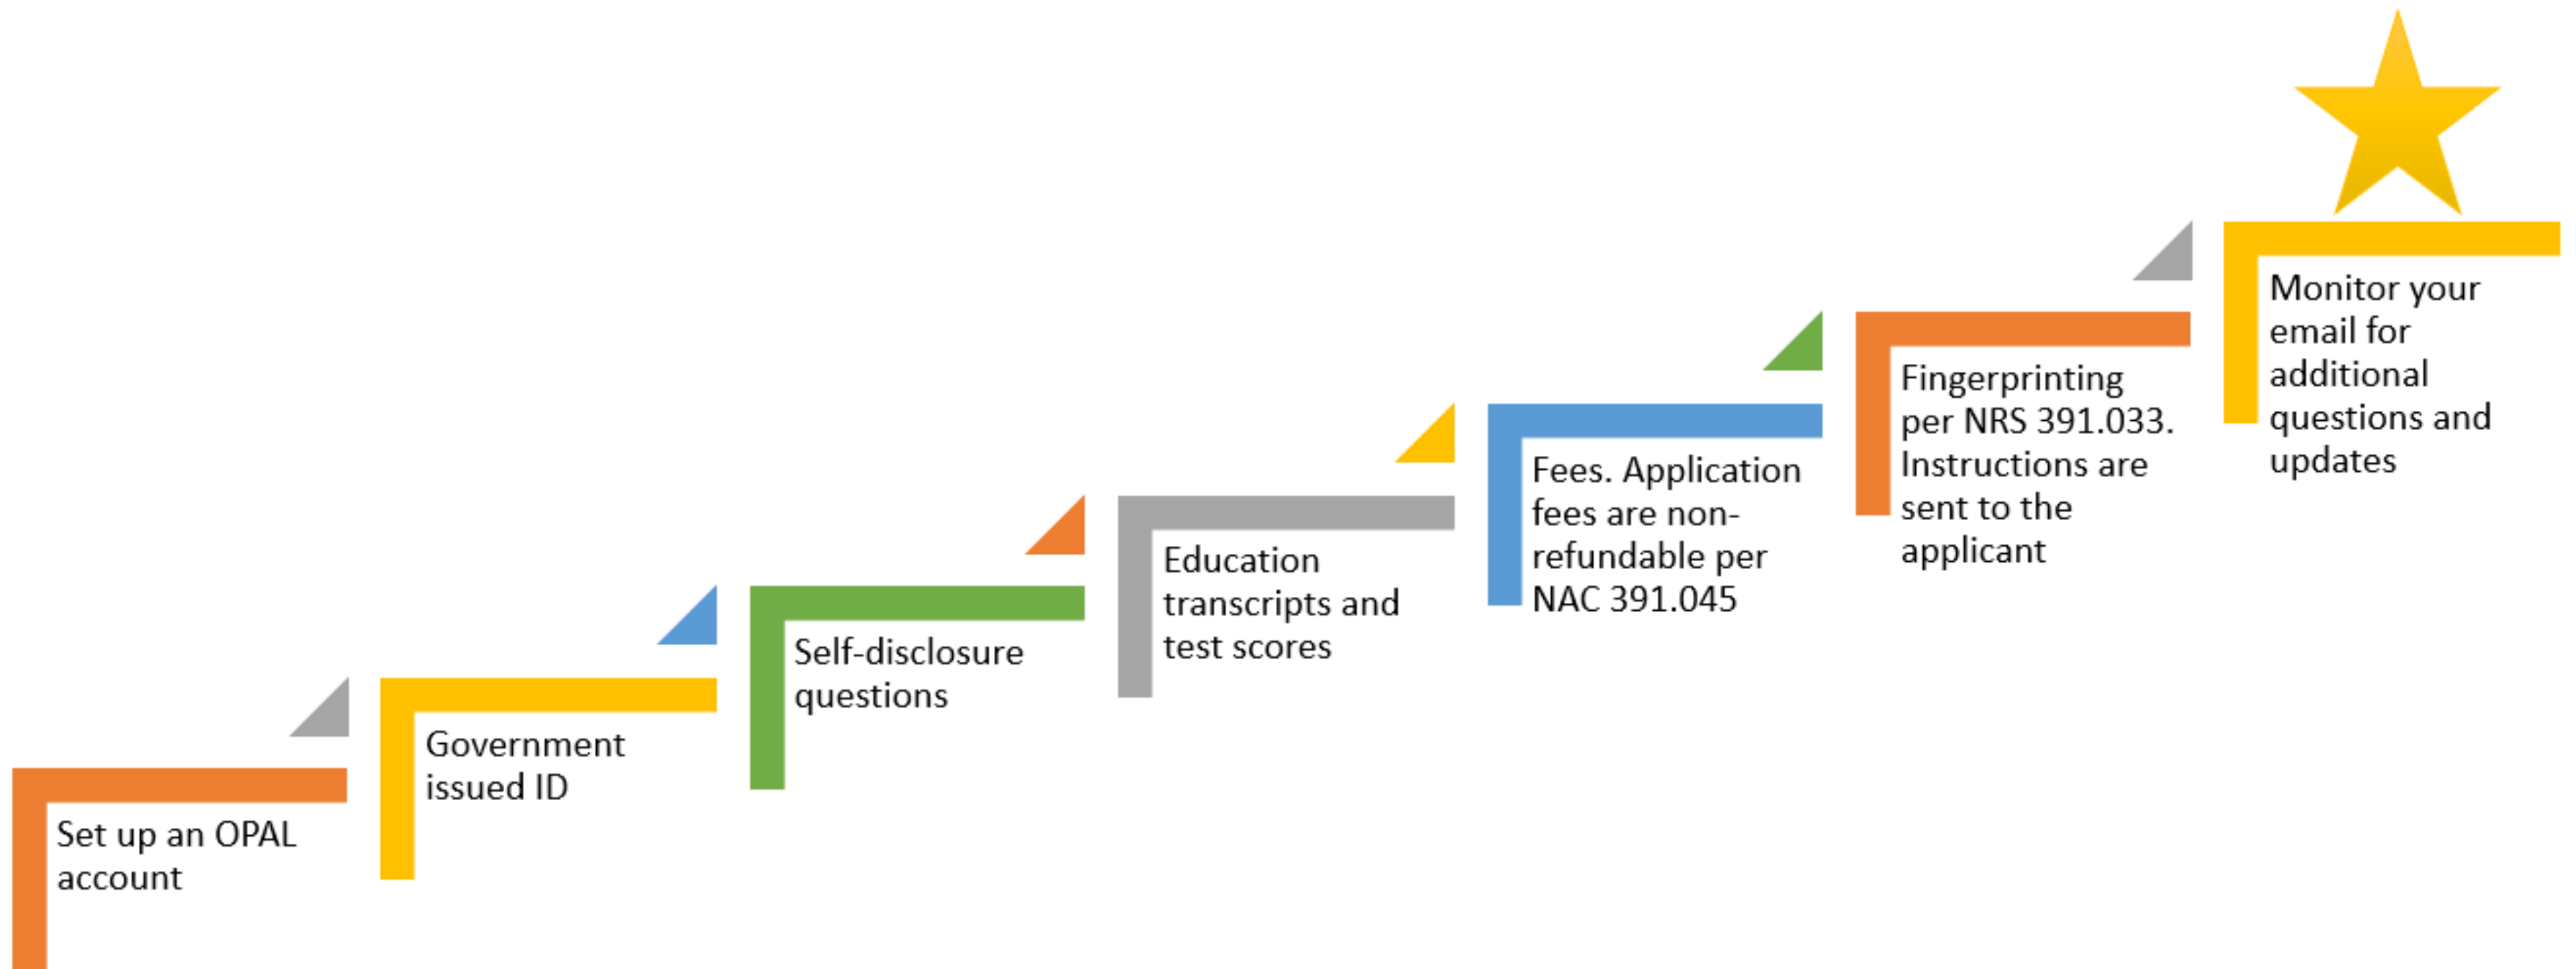 Set up an OPAL
account
Government
issued ID
Self-disclosure
questions
Education
transcripts and
test scores
Fees. Application
fees are non-
refundable per
NAC 391.045
Fingerprinting
per NRS 391.033.
Instructions are
sent to the
applicant
Monitor your
email for
additional
questions and
updates